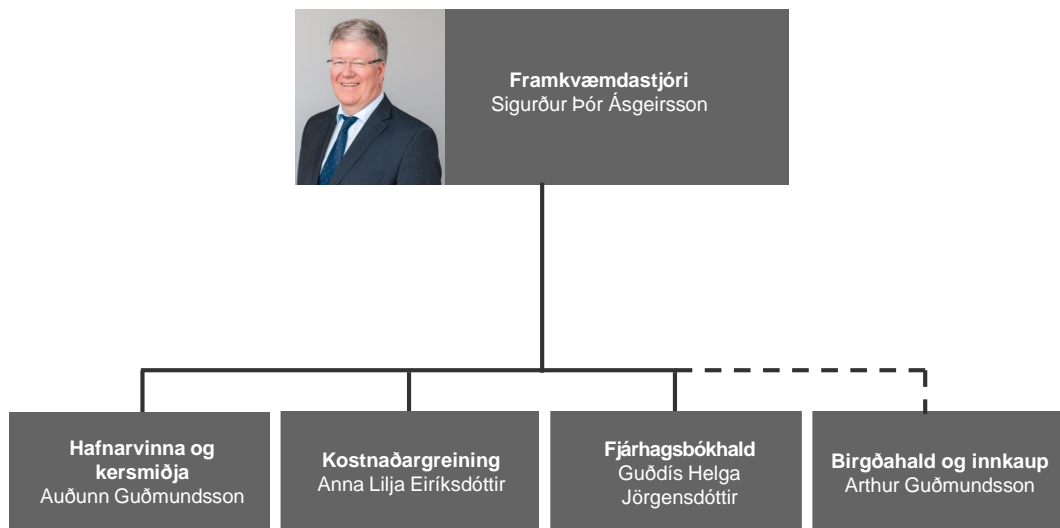 Framkvæmdastjóri
Sigurður Þór Ásgeirsson
Hafnarvinna og
kersmiðja
Auðunn Guðmundsson
Kostnaðargreining
Anna Lilja Eiríksdóttir
Fjárhagsbókhald
Guðdís Helga
Jörgensdóttir
Birgðahald og innkaup
Arthur Guðmundsson